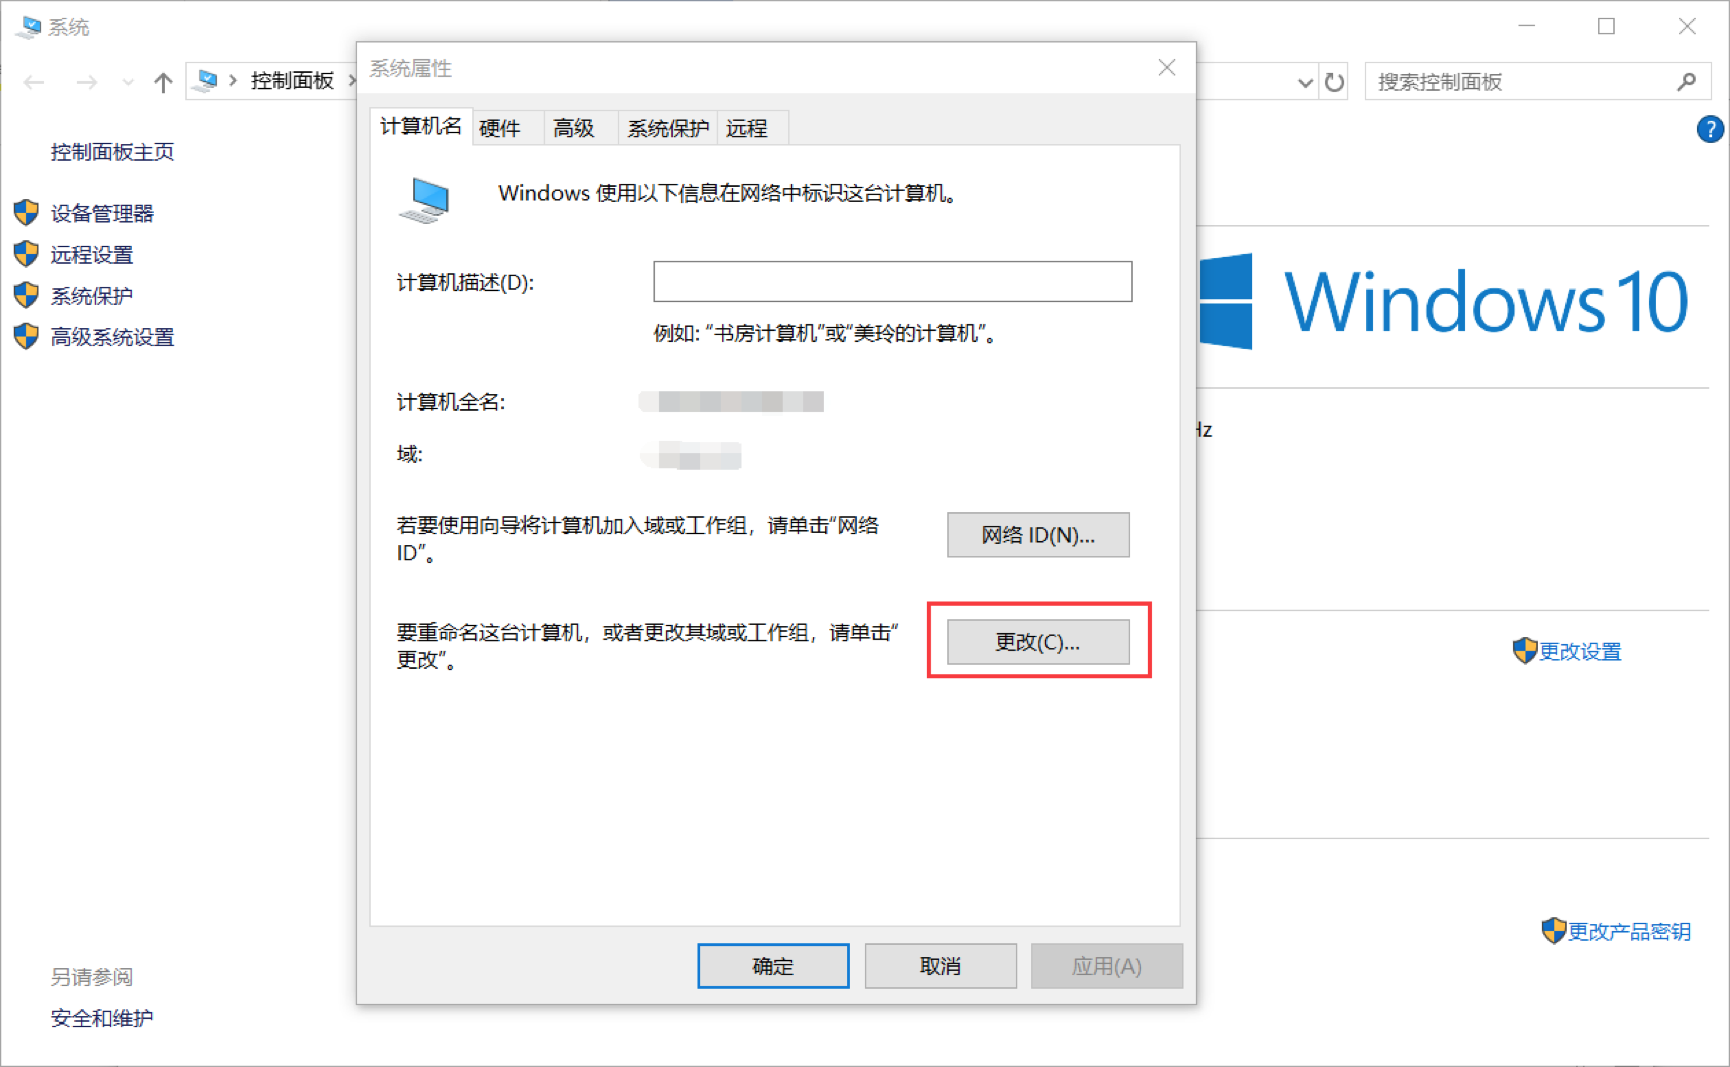 系统
控制面板
搜索控制面板
系统属性
计算机名
硬件
高级
系统保护
远程
控制面板主页
设备管理器
远程设置
系统保护
高级系统设置
Windows 使用以下信息在网络中标识这台计算机。
计算机描述(D):
例如: “书房计算机”或“美玲的计算机”。
计算机全名:
域:
若要使用向导将计算机加入域或工作组，请单击“网络
ID”。
网络 ID(N)...
要重命名这台计算机，或者更改其域或工作组，请单击“
更改”。
更改(C)...
确定
取消
应用(A)
Windows 10
Hz
更改设置
更改产品密钥
另请参阅
安全和维护